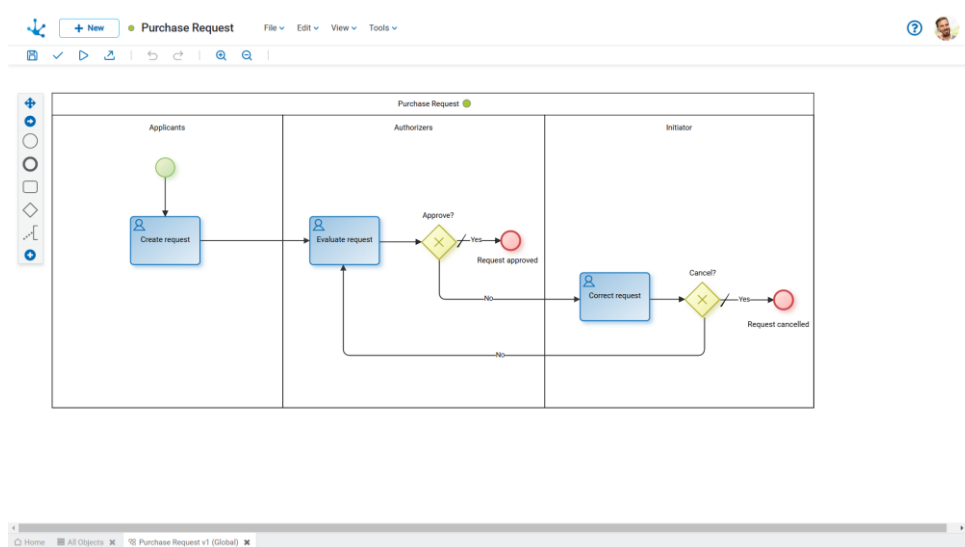 + New
Purchase Request
File
Edit
View
Tools
?
Purchase Request
Applicants
Authorizers
Initiator
Create request
Evaluate request
Approve?
Yes
Request approved
No
Correct request
Cancel?
Yes
Request cancelled
No
Home
All Objects
Purchase Request v1 (Global)